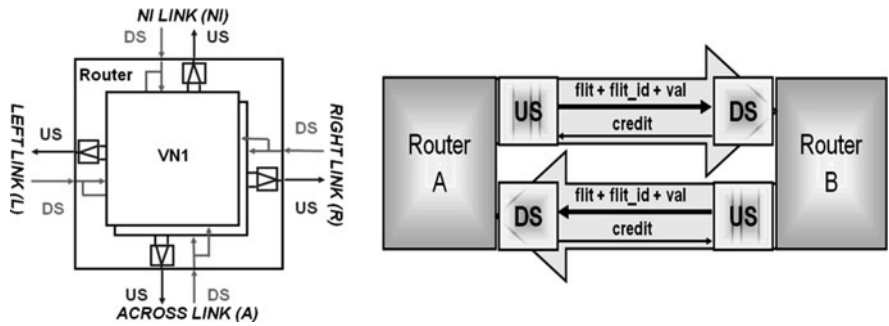 NI LINK (NI)
DS
US
Router
LEFT LINK (L)
US
DS
VN1
RIGHT LINK (R)
DS
US
US
DS
ACROSS LINK (A)
Router
A
US
flit + flit_id + val
credit
DS
DS
flit + flit_id + val
credit
US
Router
B